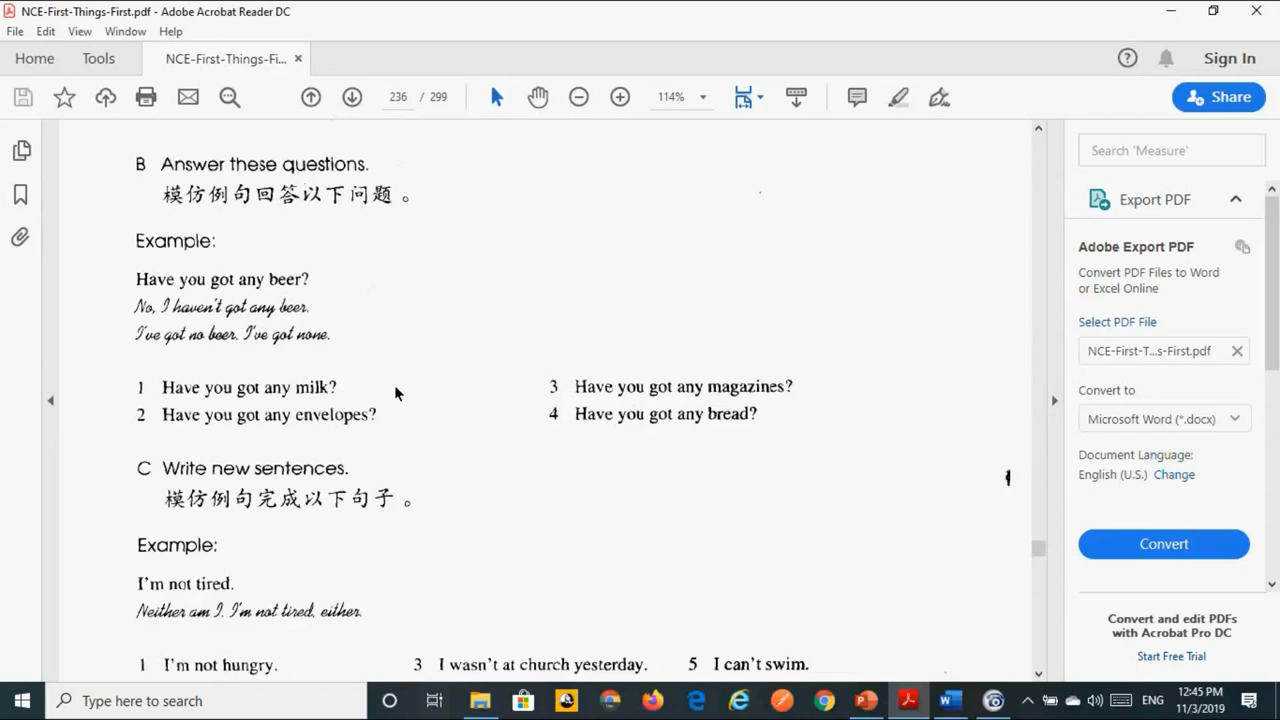 NCE-First-Things-First.pdf - Adobe Acrobat Reader DC
File Edit View Window Help
Home Tools NCE-First-Things-Fi... × Sign In
236 / 299 114% Share
B Answer these questions.
模仿例句回答以下问题。
Example:
Have you got any beer?
No, I haven't got any beer.
I've got no beer. I've got none.
1 Have you got any milk? 3 Have you got any magazines?
2 Have you got any envelopes? 4 Have you got any bread?
C Write new sentences.
模仿例句完成以下句子。
Example:
I'm not tired.
Neither am I. I'm not tired, either.
1 I'm not hungry. 3 I wasn't at church yesterday. 5 I can't swim.
Search 'Measure'
Export PDF
Adobe Export PDF
Convert PDF Files to Word
or Excel Online
Select PDF File
NCE-First-T...s-First.pdf
Convert to
Microsoft Word (*.docx)
Document Language:
English (U.S.) Change
Convert
Convert and edit PDFs
with Acrobat Pro DC
Start Free Trial
Type here to search
ENG
12:45 PM
11/3/2019